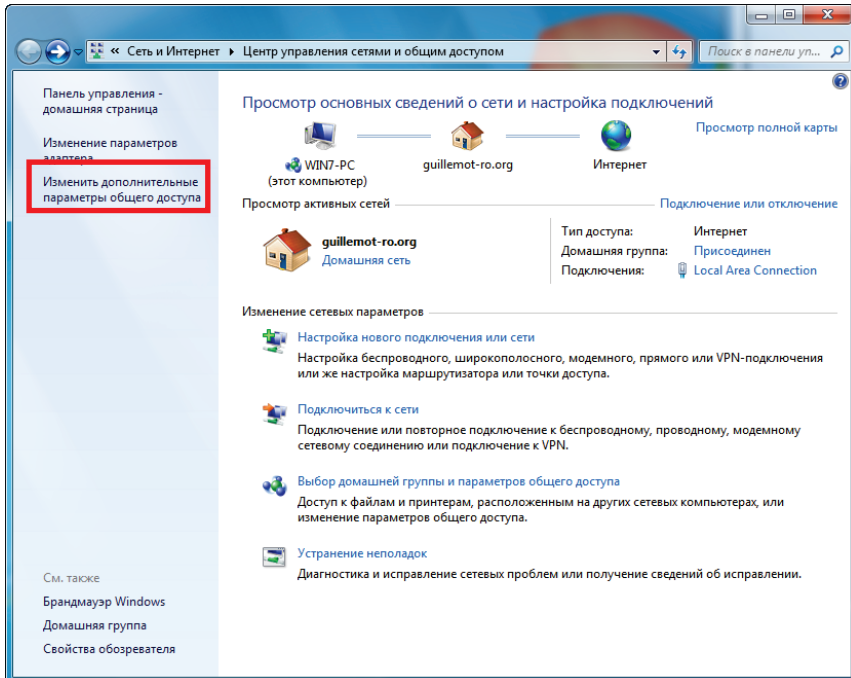 « Сеть и Интернет ▸ Центр управления сетями и общим доступом
Поиск в панели уп...
Панель управления -
домашняя страница
Изменение параметров
адаптера
Изменить дополнительные
параметры общего доступа
См. также
Брандмауэр Windows
Домашняя группа
Свойства обозревателя
Просмотр основных сведений о сети и настройка подключений
Просмотр полной карты
WIN7-PC
(этот компьютер)
guillemot-ro.org
Интернет
Просмотр активных сетей
Подключение или отключение
guillemot-ro.org
Домашняя сеть
Тип доступа: Интернет
Домашняя группа: Присоединен
Подключения: Local Area Connection
Изменение сетевых параметров
Настройка нового подключения или сети
Настройка беспроводного, широкополосного, модемного, прямого или VPN-подключения
или же настройка маршрутизатора или точки доступа.
Подключиться к сети
Подключение или повторное подключение к беспроводному, проводному, модемному
сетевому соединению или подключение к VPN.
Выбор домашней группы и параметров общего доступа
Доступ к файлам и принтерам, расположенным на других сетевых компьютерах, или
изменение параметров общего доступа.
Устранение неполадок
Диагностика и исправление сетевых проблем или получение сведений об исправлении.